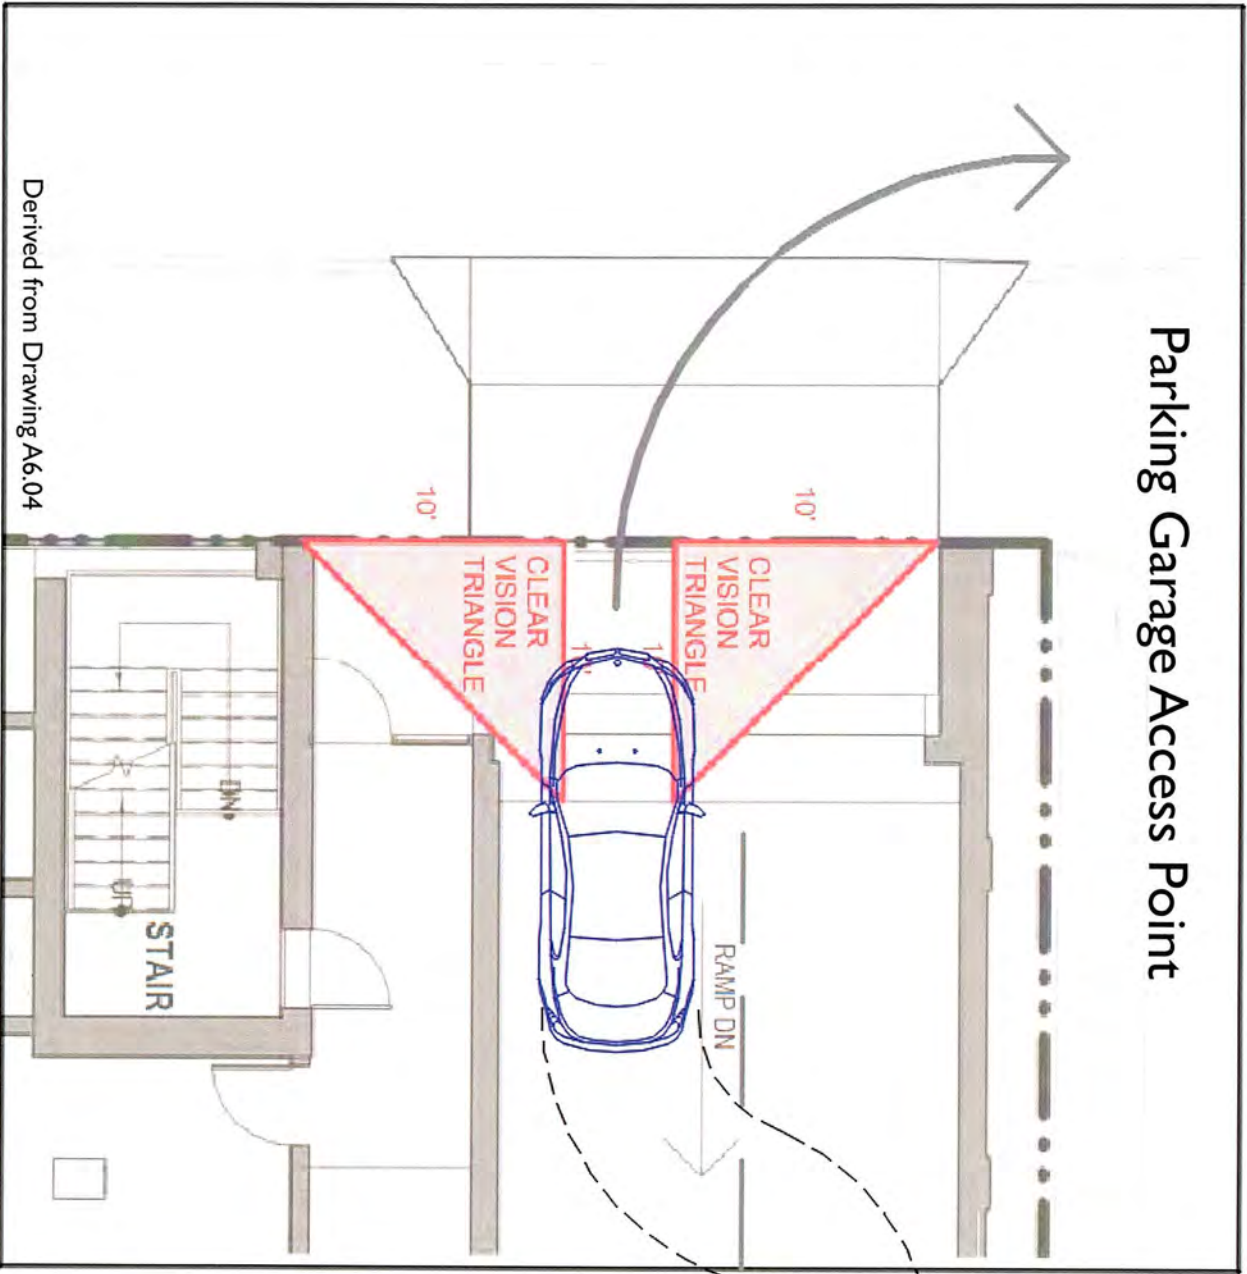 Parking Garage Access Point
10'
10'
CLEAR
VISION
TRIANGLE
CLEAR
VISION
TRIANGLE
RAMP DN
DN
UP
STAIR
Derived from Drawing A6.04